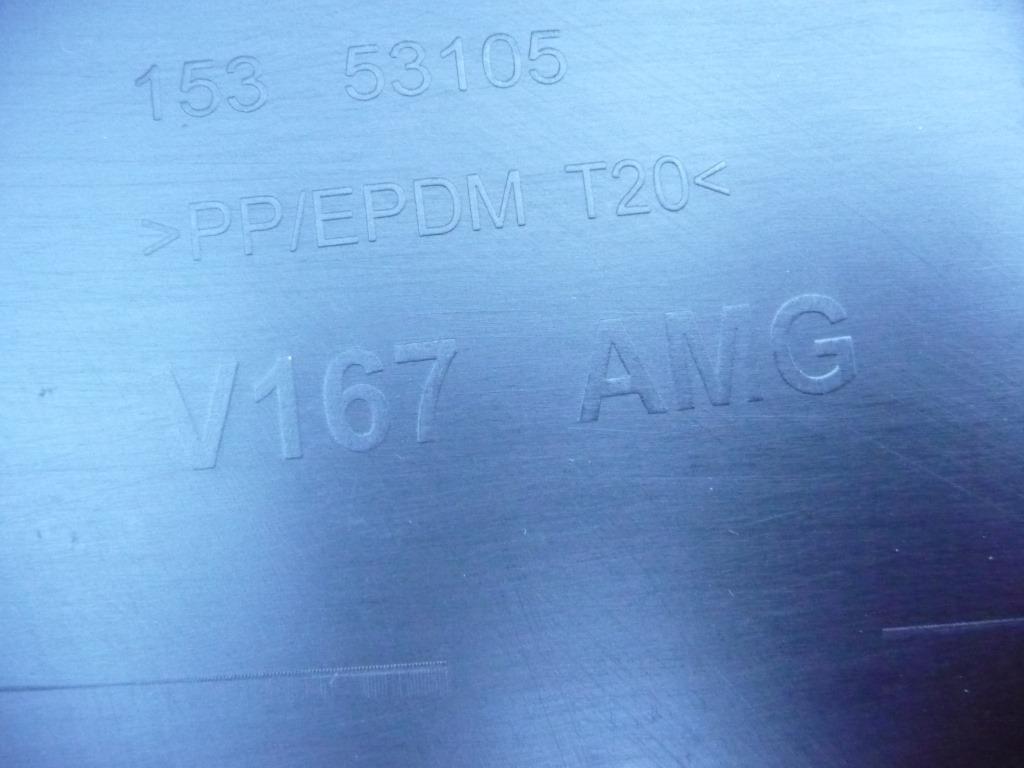 153 53105
>PP/EPDM T20<
V167 AMG